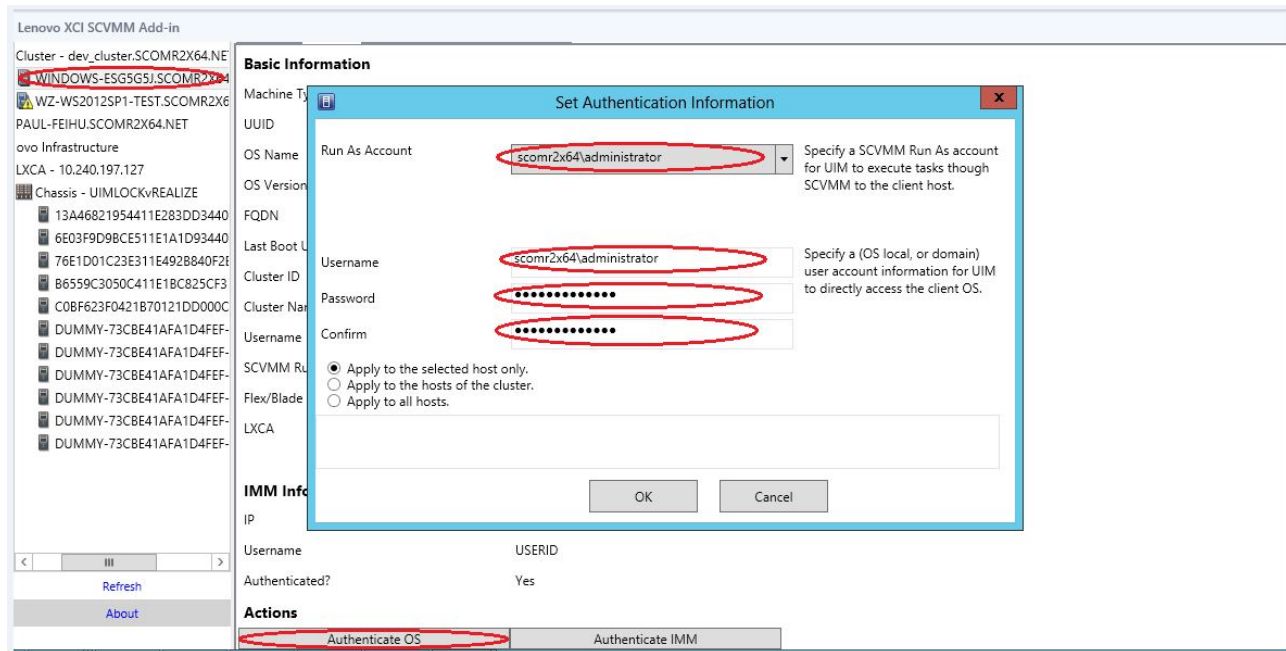 Lenovo XCI SCVMM Add-in
Cluster - dev_cluster.SCOMR2X64.NE
WINDOWS-ESG5G5J.SCOMR2X64
WZ-WS2012SP1-TEST.SCOMR2X6
PAUL-FEIHU.SCOMR2X64.NET
ovo Infrastructure
LXCA - 10.240.197.127
Chassis - UIMLOCKvREALIZE
13A46821954411E283DD3440
6E03F9D9BCE511E1A1D93440
76E1D01C23E311E492B840F2E
B6559C3050C411E1BC825CF3
C0BF623F0421B70121DD000C
DUMMY-73CBE41AFA1D4FEF-
DUMMY-73CBE41AFA1D4FEF-
DUMMY-73CBE41AFA1D4FEF-
DUMMY-73CBE41AFA1D4FEF-
DUMMY-73CBE41AFA1D4FEF-
DUMMY-73CBE41AFA1D4FEF-
Refresh
About
Basic Infor
Machine Ty
UUID
OS Name
OS Version
FQDN
Last Boot U
Cluster ID
Cluster Nar
Username
SCVMM Ru
Flex/Blade
LXCA
IMM Info
IP
Username USERID
Authenticated? Yes
Actions
Authenticate OS Authenticate IMM
Set Authentication Information
x
Run As Account scomr2x64\administrator
Specify a SCVMM Run As account
for UIM to execute tasks though
SCVMM to the client host.
Username scomr2x64\administrator
Specify a (OS local, or domain)
user account information for UIM
to directly access the client OS.
Password •••••••••••••
Confirm •••••••••••••
Apply to the selected host only.
Apply to the hosts of the cluster.
Apply to all hosts.
OK Cancel